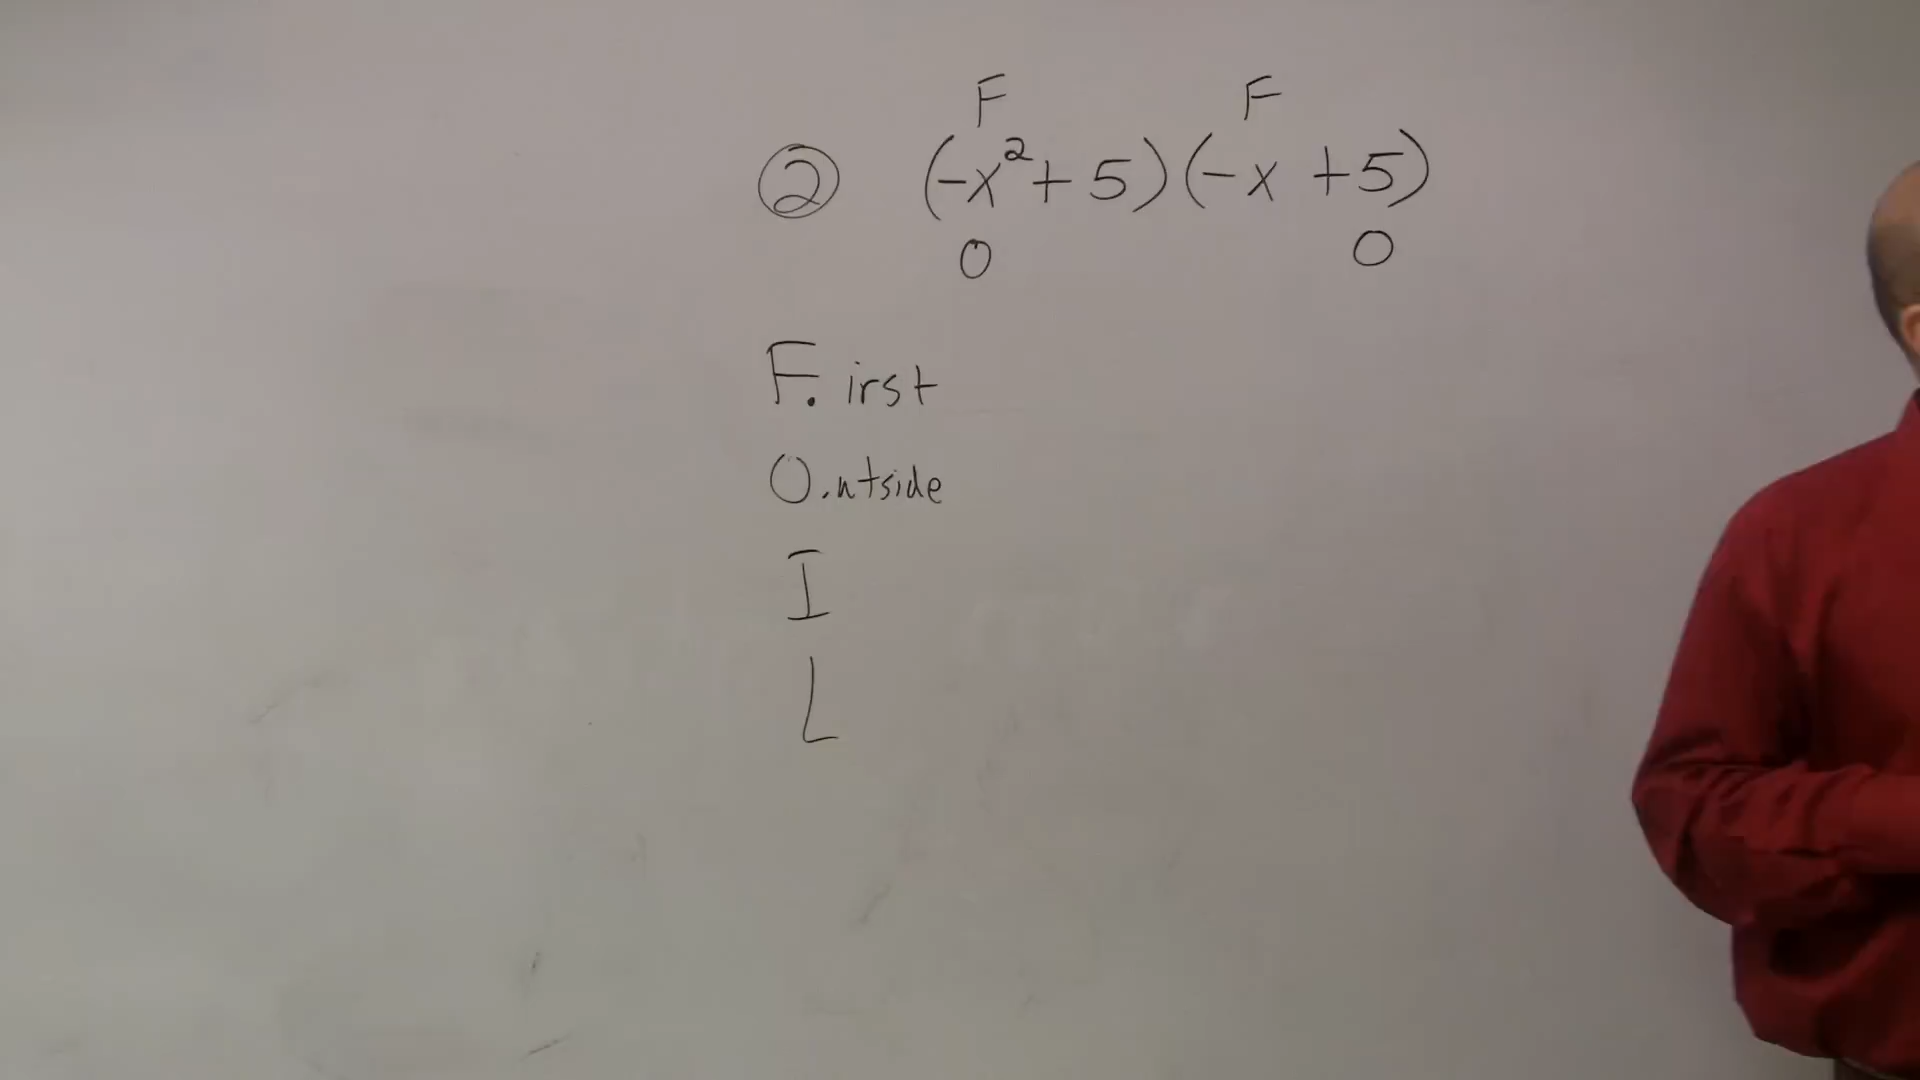 F F
② (-x²+5)(-x +5)
O O
F. irst
O. utside
I
L